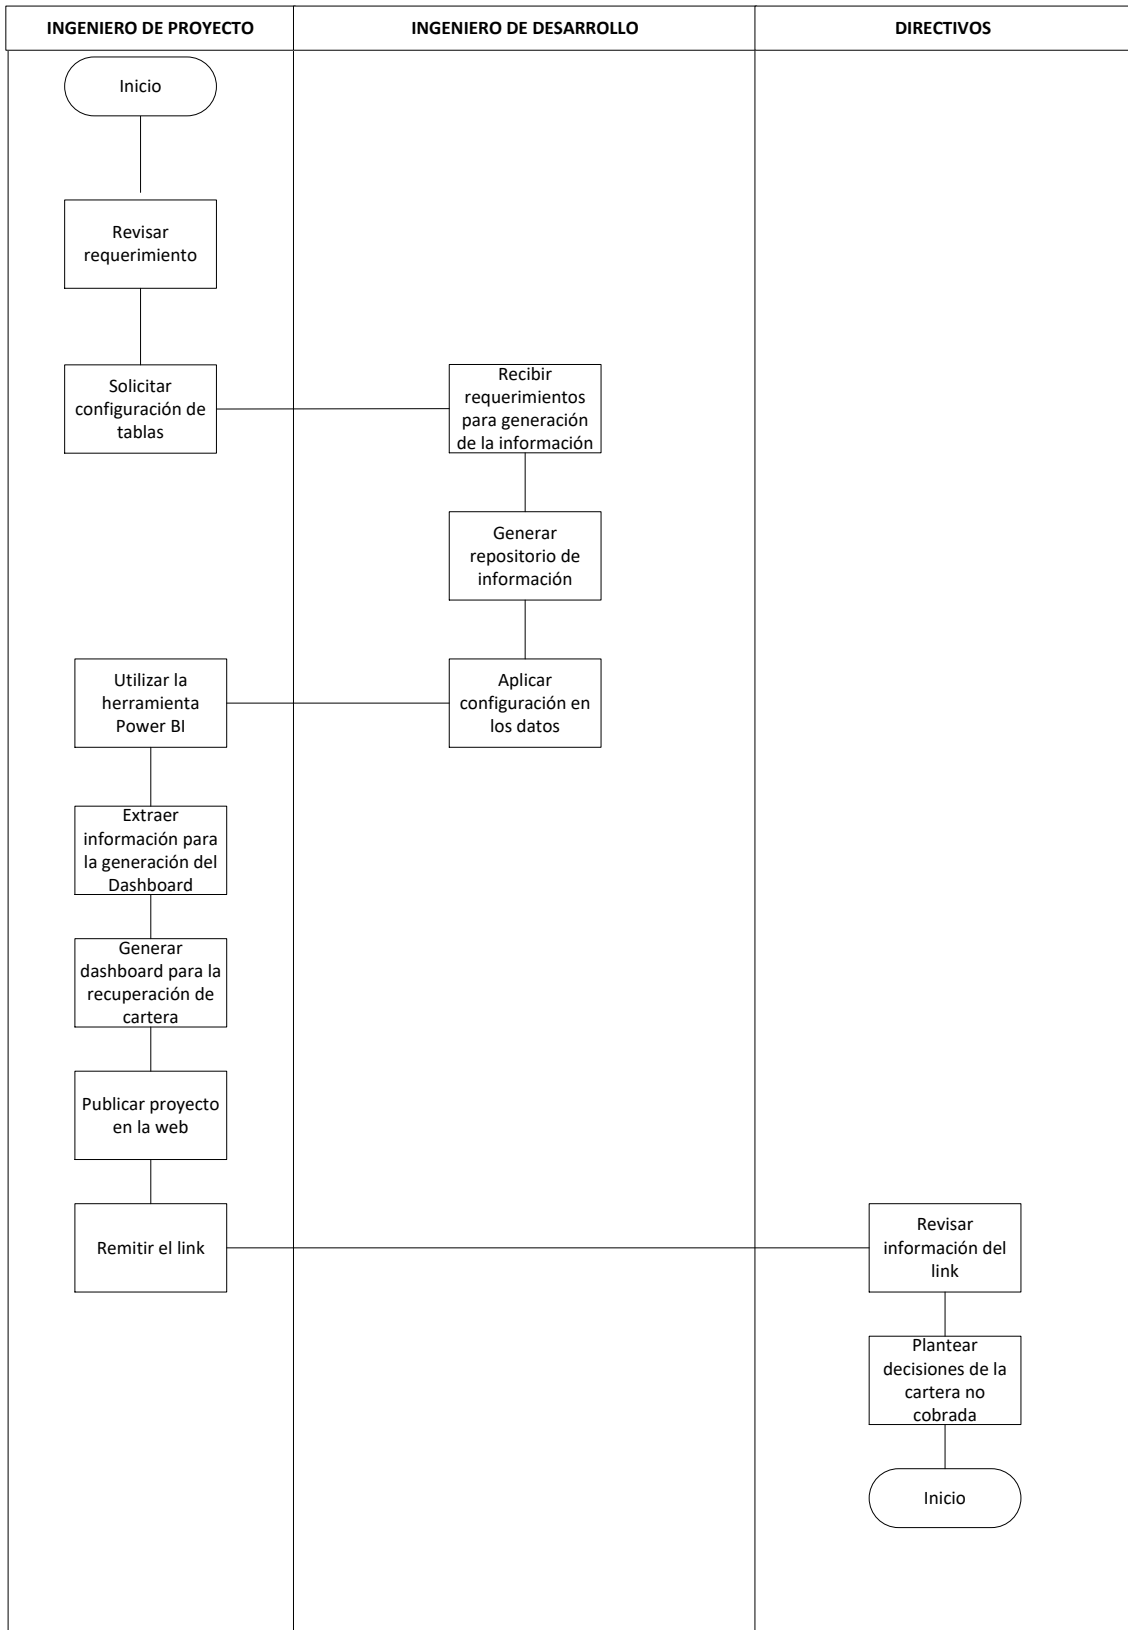 INGENIERO DE PROYECTO
INGENIERO DE DESARROLLO
DIRECTIVOS
Inicio
Revisar
requerimiento
Solicitar
configuración de
tablas
Recibir
requerimientos
para generación
de la información
Generar
repositorio de
información
Aplicar
configuración en
los datos
Utilizar la
herramienta
Power BI
Extraer
información para
la generación del
Dashboard
Generar
dashboard para la
recuperación de
cartera
Publicar proyecto
en la web
Remitir el link
Revisar
información del
link
Plantear
decisiones de la
cartera no
cobrada
Inicio